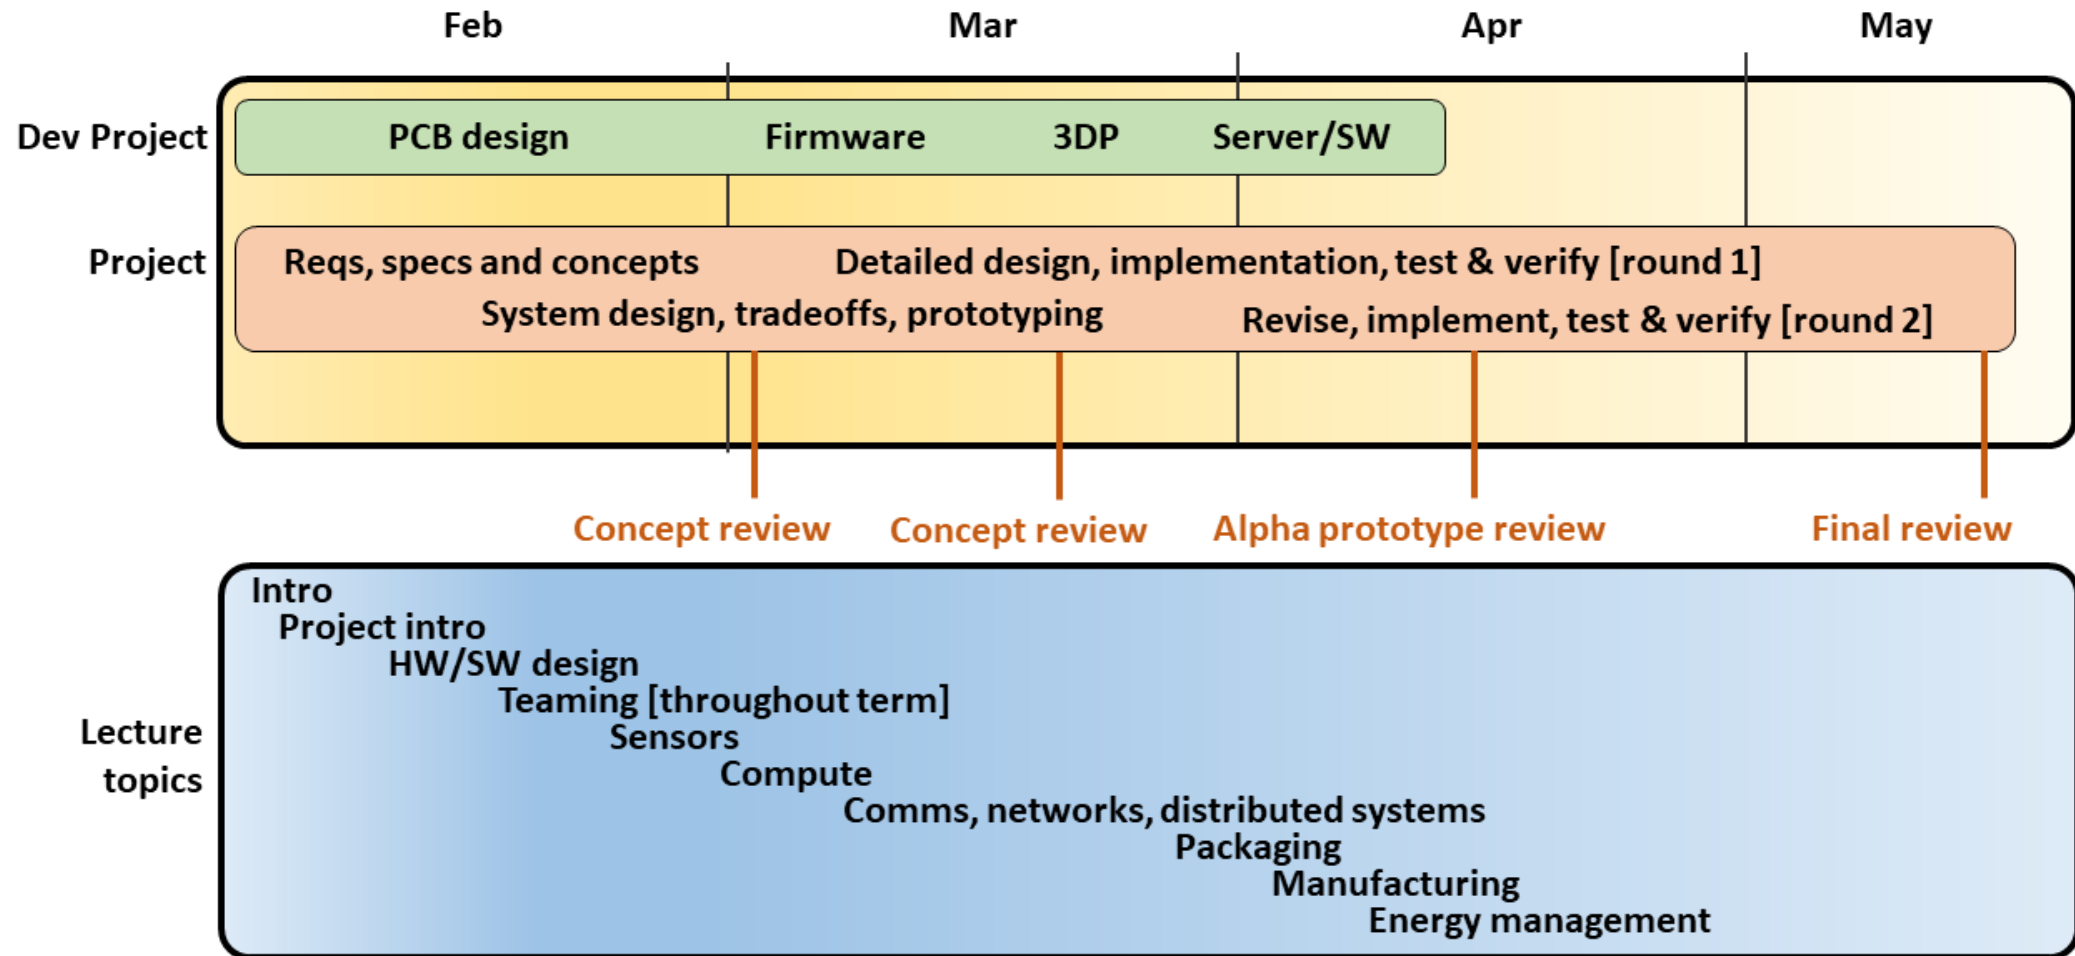 Feb Mar Apr May
Dev Project PCB design Firmware 3DP Server/SW
Project Reqs, specs and concepts Detailed design, implementation, test & verify [round 1]
System design, tradeoffs, prototyping Revise, implement, test & verify [round 2]
Concept review Concept review Alpha prototype review Final review
Intro
Project intro
HW/SW design
Teaming [throughout term]
Sensors
Lecture
topics
Compute
Comms, networks, distributed systems
Packaging
Manufacturing
Energy management